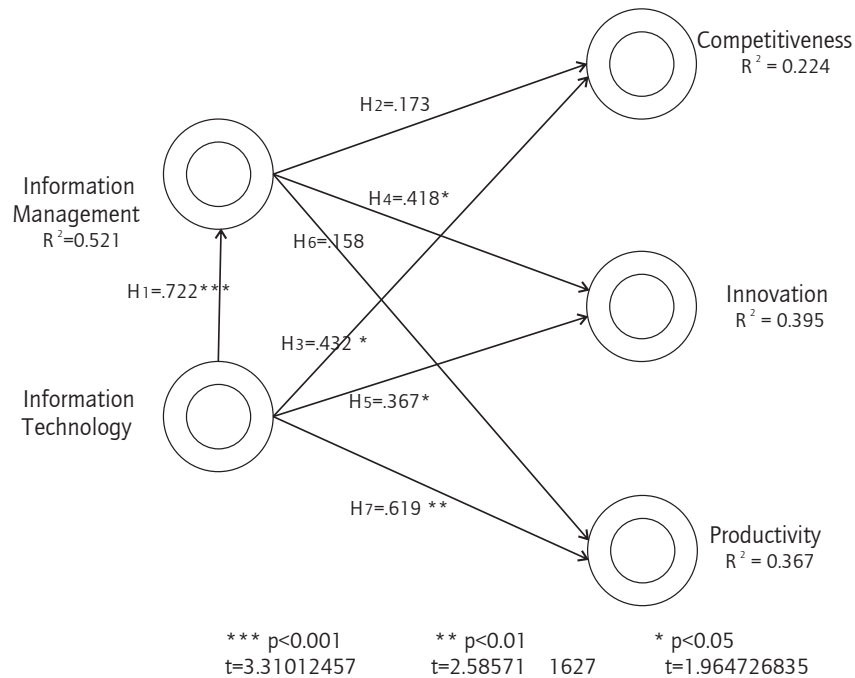 Competitiveness
R² = 0.224
H2=.173
Information
Management
R²=0.521
H4=.418*
H6=.158
H1=.722***
Innovation
R² = 0.395
H3=.432 *
Information
Technology
H5=.367*
H7=.619 **
Productivity
R² = 0.367
*** p<0.001 ** p<0.01 * p<0.05
t=3.31012457 t=2.58571 1627 t=1.964726835